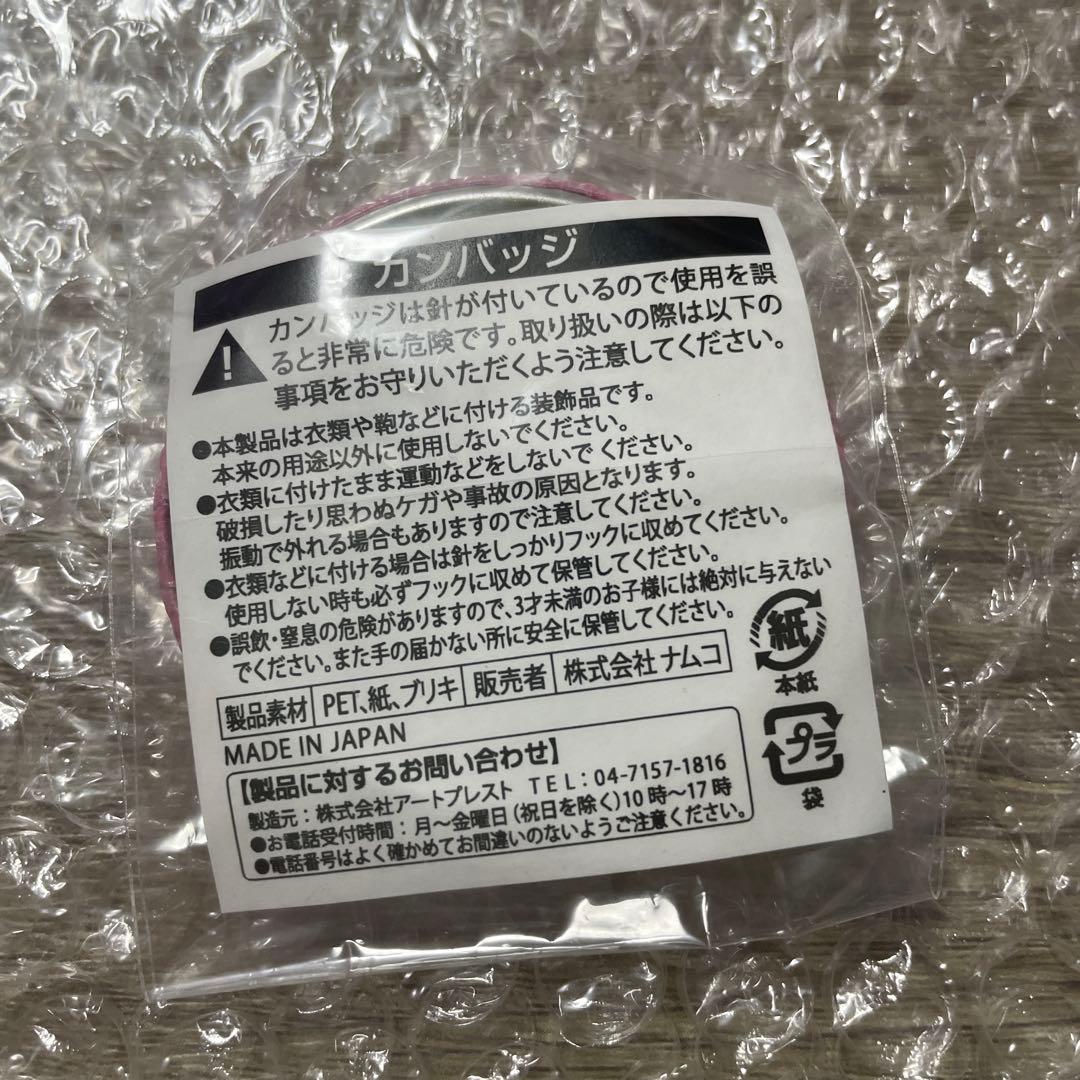 カンバッジ
カンバッジは針が付いているので使用を誤
ると非常に危険です。取り扱いの際は以下の
事項をお守りいただくよう注意してください。
●本製品は衣類や鞄などに付ける装飾品です。
本来の用途以外に使用しないでください。
●衣類に付けたまま運動などをしないでください。
破損したり思わぬケガや事故の原因となります。
振動で外れる場合もありますので注意してください。
●衣類などに付ける場合は針をしっかりフックに収めてください。
使用しない時も必ずフックに収めて保管してください。
●誤飲・窒息の危険がありますので、3才未満のお子様には絶対に与えない
でください。また手の届かない所に安全に保管してください。
製品素材 PET、紙、ブリキ 販売者 株式会社 ナムコ
MADE IN JAPAN
【製品に対するお問い合わせ】
製造元：株式会社アートプレスト TEL：04-7157-1816
●お電話受付時間：月～金曜日(祝日を除く)10時～17時
●電話番号はよく確かめてお間違いのないようご注意ください。
紙
本紙
プラ
袋